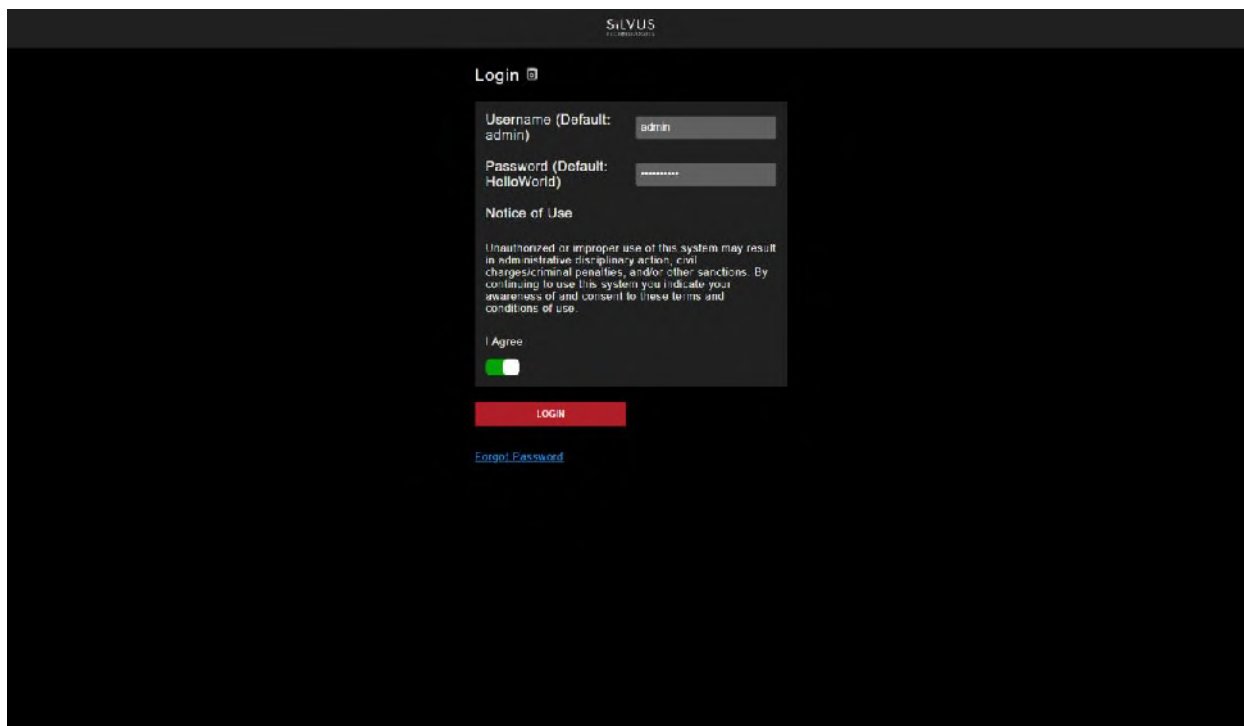 SiLVUS
TECHNOLOGIES
Login
Username (Default:
admin)
admin
Password (Default:
HelloWorld)
••••••••••
Notice of Use
Unauthorized or improper use of this system may result
in administrative disciplinary action, civil
charges/criminal penalties, and/or other sanctions. By
continuing to use this system you indicate your
awareness of and consent to these terms and
conditions of use.
I Agree
LOGIN
Forgot Password